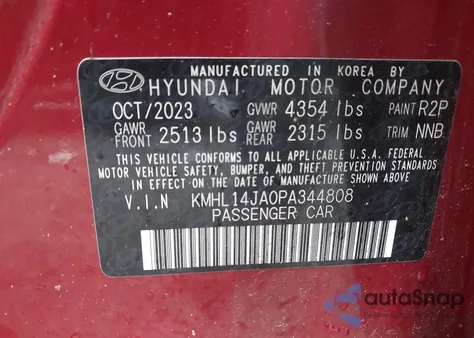 MANUFACTURED IN KOREA BY
HYUNDAI MOTOR COMPANY
OCT/2023 GVWR 4354 lbs PAINT R2P
GAWR FRONT 2513 lbs GAWR REAR 2315 lbs TRIM NNB
THIS VEHICLE CONFORMS TO ALL APPLICABLE U.S.A. FEDERAL
MOTOR VEHICLE SAFETY, BUMPER, AND THEFT PREVENTION STANDARDS
IN EFFECT ON THE DATE OF MANUFACTURE SHOWN ABOVE.
V.I.N KMHL14JA0PA344808
PASSENGER CAR
autoSnap